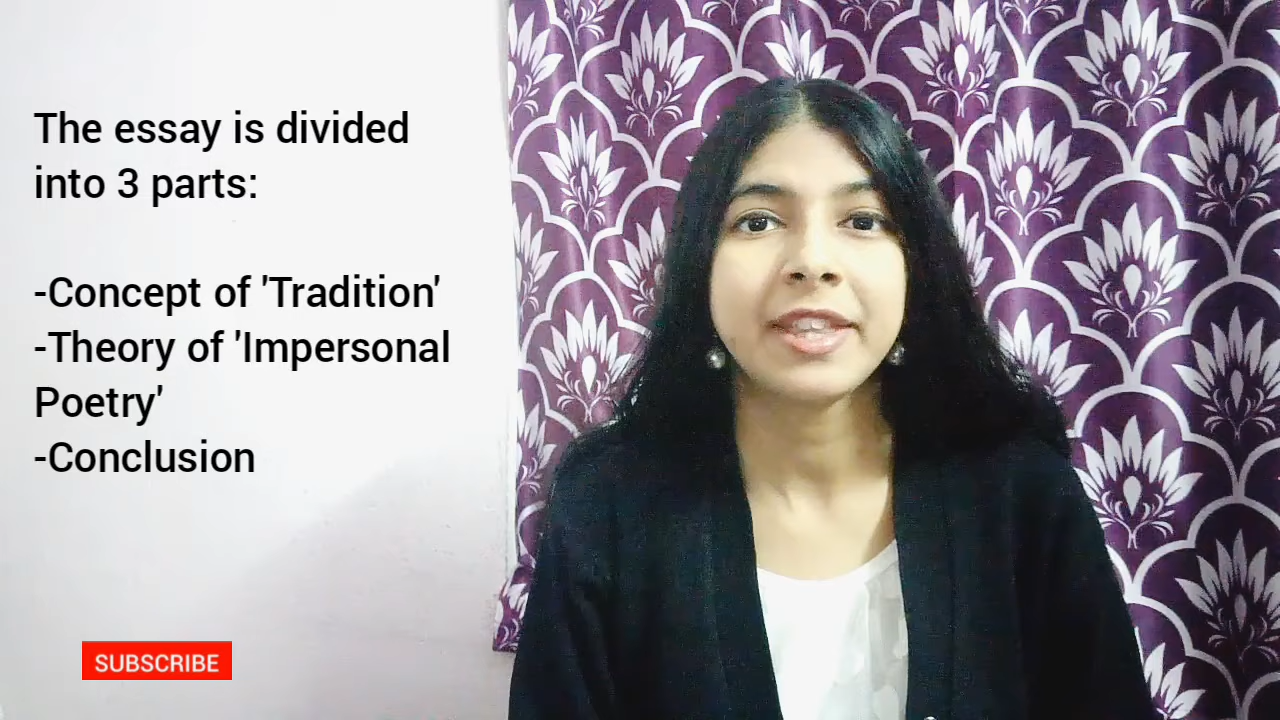 The essay is divided
into 3 parts:
-Concept of 'Tradition'
-Theory of 'Impersonal
Poetry'
-Conclusion
SUBSCRIBE